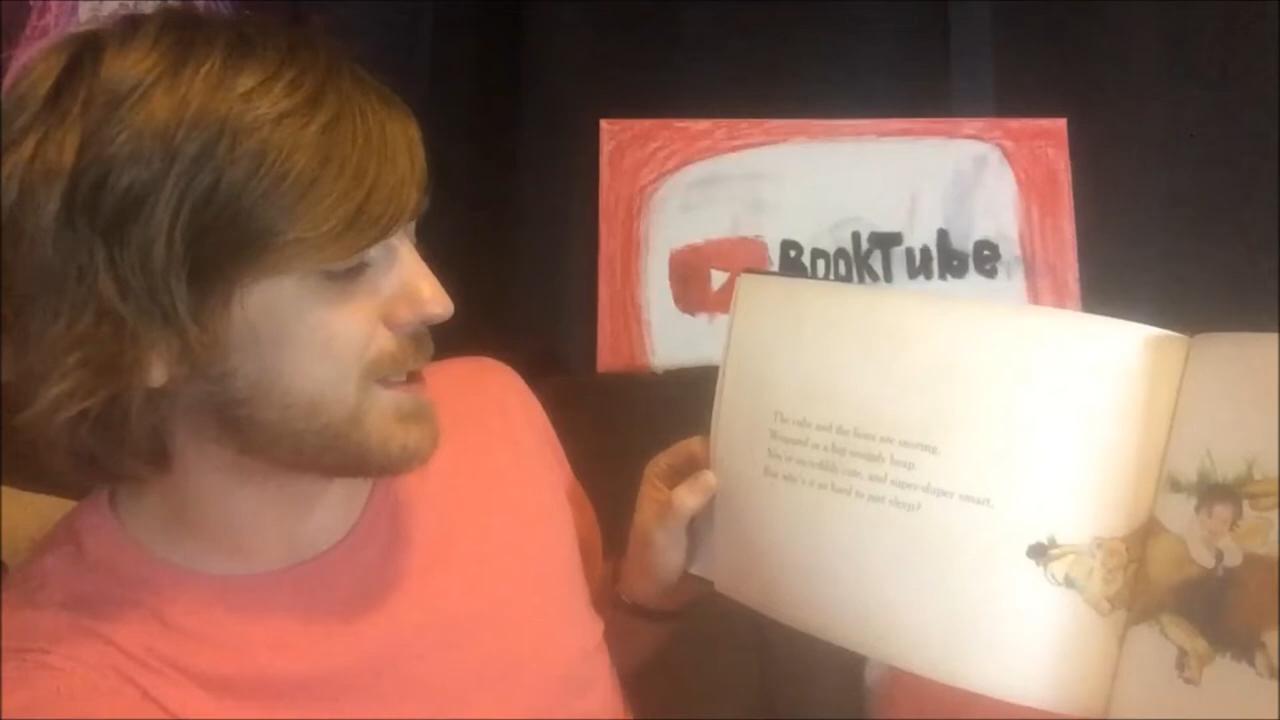 BookTube
The cubs and the lions are snoring,
Wrapped in a big snuggly heap.
You're incredibly cute, and super-duper smart,
But why's it so hard to just sleep?